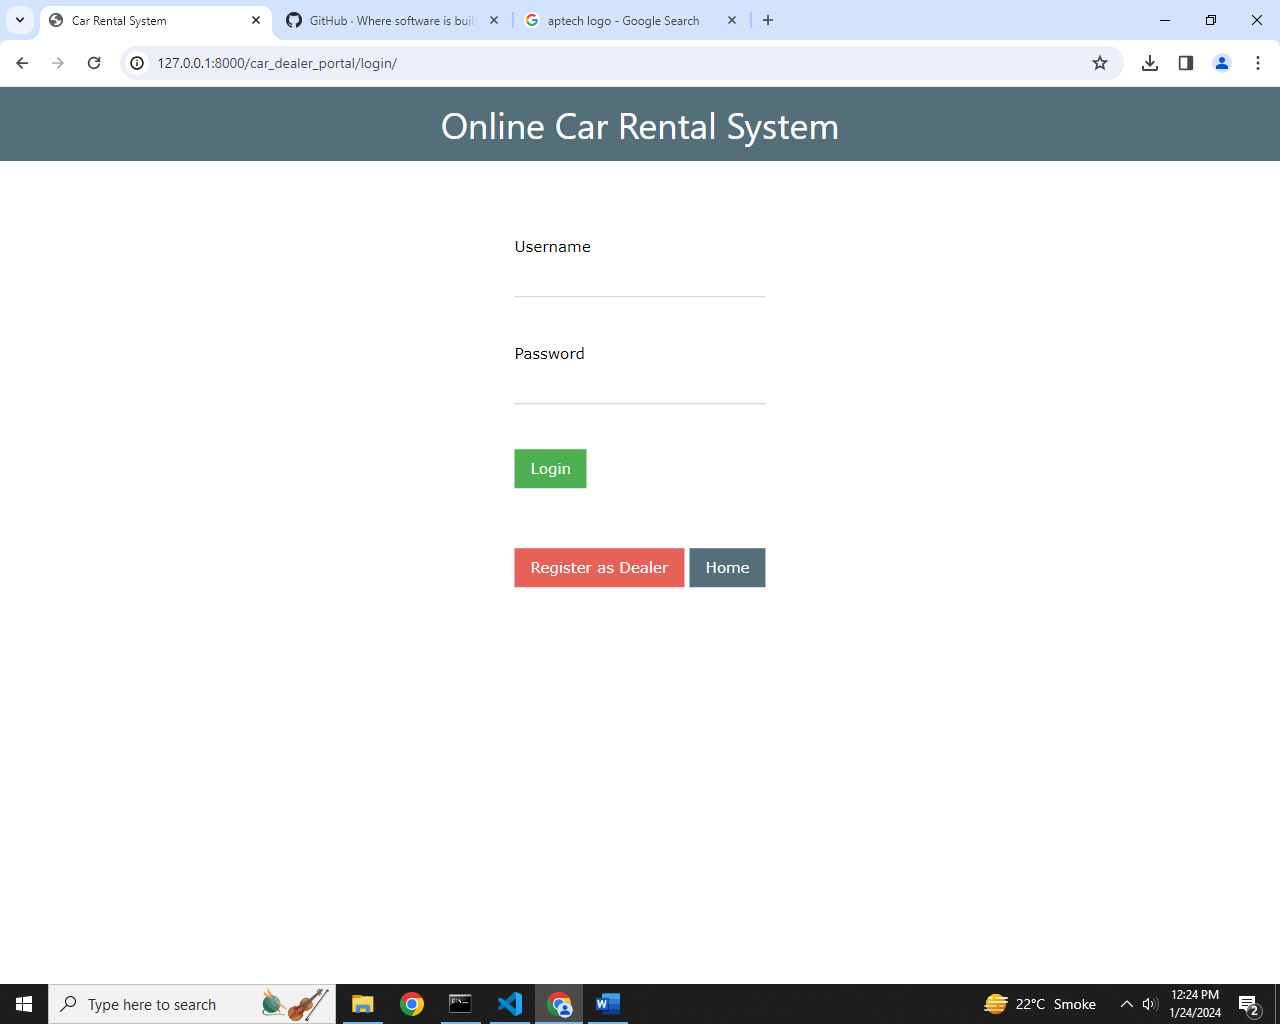 Car Rental System
GitHub · Where software is buil
aptech logo - Google Search
127.0.0.1:8000/car_dealer_portal/login/
Online Car Rental System
Username
Password
Login
Register as Dealer
Home
Type here to search
22°C Smoke
12:24 PM
1/24/2024
2